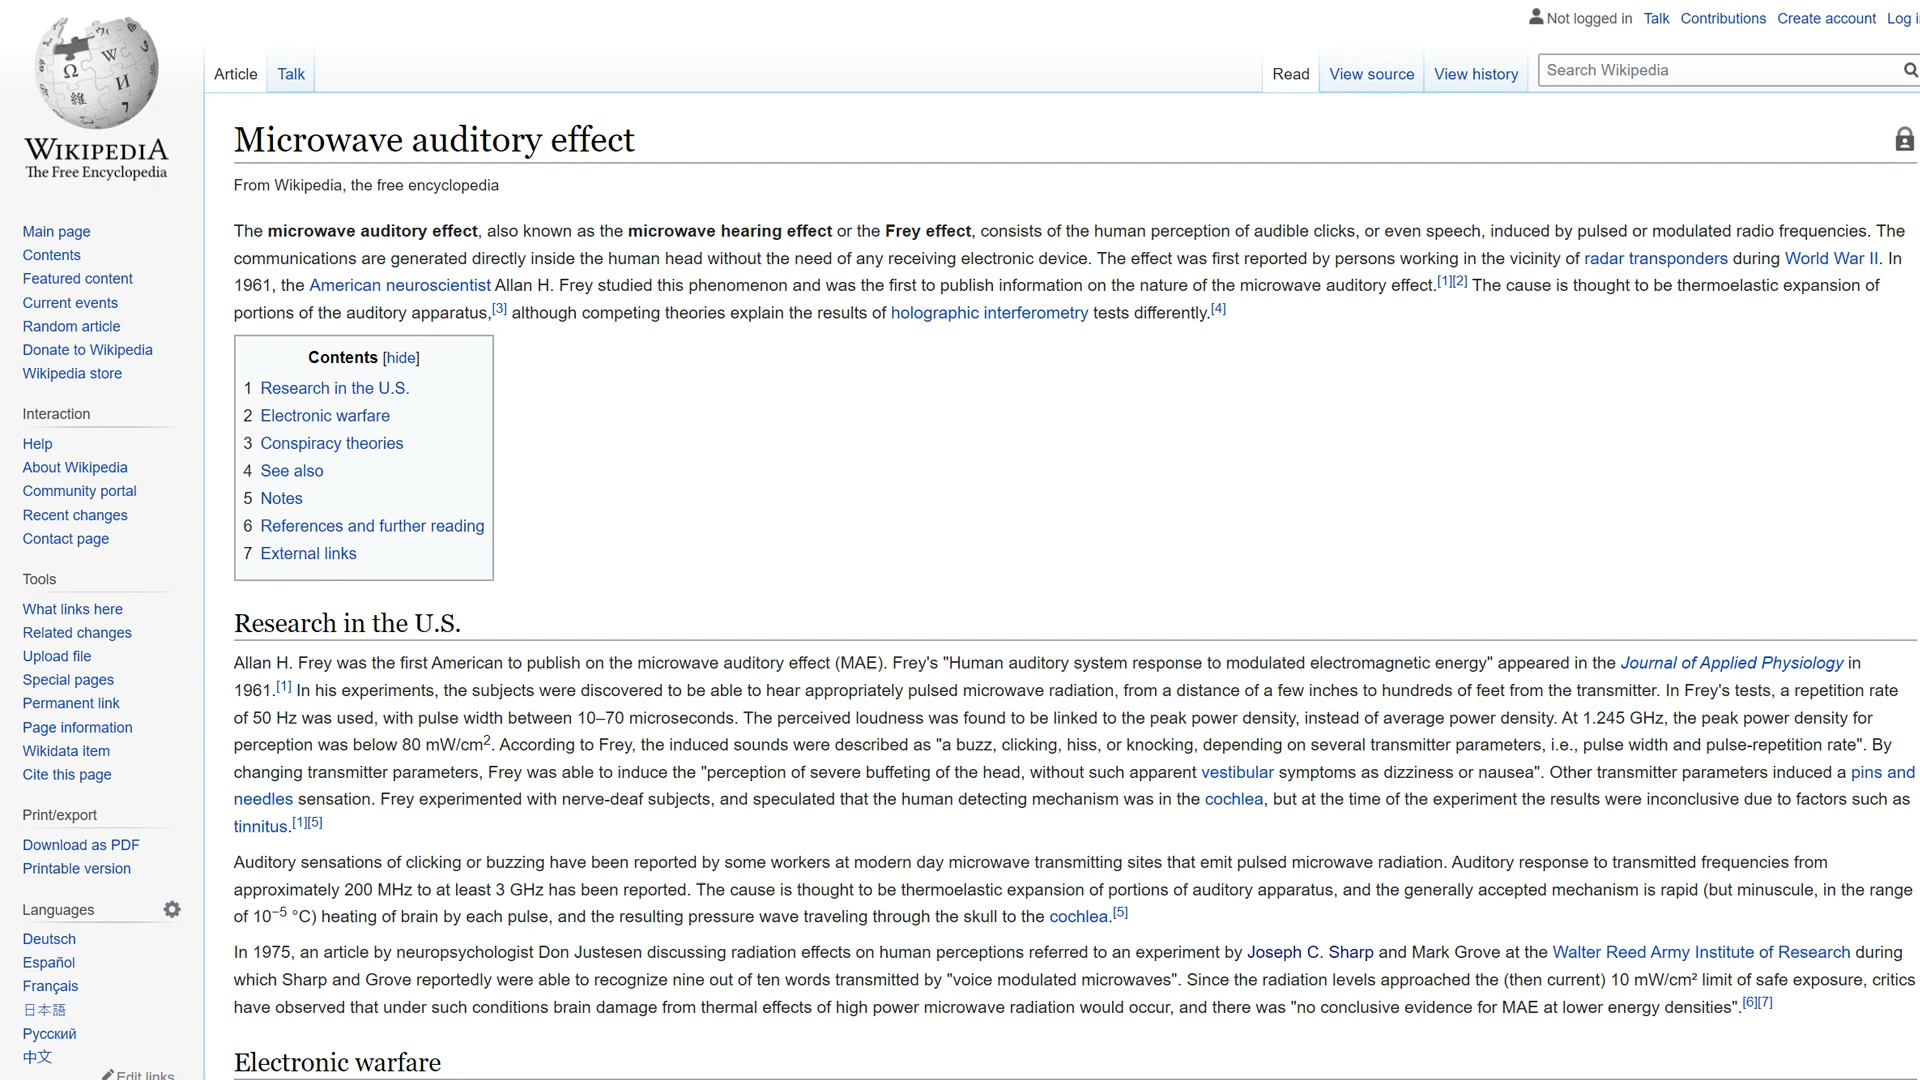 Not logged in Talk Contributions Create account Log i
Article Talk Read View source View history Search Wikipedia
WIKIPEDIA
The Free Encyclopedia
Main page
Contents
Featured content
Current events
Random article
Donate to Wikipedia
Wikipedia store
Interaction
Help
About Wikipedia
Community portal
Recent changes
Contact page
Tools
What links here
Related changes
Upload file
Special pages
Permanent link
Page information
Wikidata item
Cite this page
Print/export
Download as PDF
Printable version
Languages
Deutsch
Español
Français
日本語
Русский
中文
Edit links
Microwave auditory effect
From Wikipedia, the free encyclopedia
The microwave auditory effect, also known as the microwave hearing effect or the Frey effect, consists of the human perception of audible clicks, or even speech, induced by pulsed or modulated radio frequencies. The
communications are generated directly inside the human head without the need of any receiving electronic device. The effect was first reported by persons working in the vicinity of radar transponders during World War II. In
1961, the American neuroscientist Allan H. Frey studied this phenomenon and was the first to publish information on the nature of the microwave auditory effect.[1][2] The cause is thought to be thermoelastic expansion of
portions of the auditory apparatus,[3] although competing theories explain the results of holographic interferometry tests differently.[4]
Contents [hide]
1 Research in the U.S.
2 Electronic warfare
3 Conspiracy theories
4 See also
5 Notes
6 References and further reading
7 External links
Research in the U.S.
Allan H. Frey was the first American to publish on the microwave auditory effect (MAE). Frey's "Human auditory system response to modulated electromagnetic energy" appeared in the Journal of Applied Physiology in
1961.[1] In his experiments, the subjects were discovered to be able to hear appropriately pulsed microwave radiation, from a distance of a few inches to hundreds of feet from the transmitter. In Frey's tests, a repetition rate
of 50 Hz was used, with pulse width between 10–70 microseconds. The perceived loudness was found to be linked to the peak power density, instead of average power density. At 1.245 GHz, the peak power density for
perception was below 80 mW/cm². According to Frey, the induced sounds were described as "a buzz, clicking, hiss, or knocking, depending on several transmitter parameters, i.e., pulse width and pulse-repetition rate". By
changing transmitter parameters, Frey was able to induce the "perception of severe buffeting of the head, without such apparent vestibular symptoms as dizziness or nausea". Other transmitter parameters induced a pins and
needles sensation. Frey experimented with nerve-deaf subjects, and speculated that the human detecting mechanism was in the cochlea, but at the time of the experiment the results were inconclusive due to factors such as
tinnitus.[1][5]
Auditory sensations of clicking or buzzing have been reported by some workers at modern day microwave transmitting sites that emit pulsed microwave radiation. Auditory response to transmitted frequencies from
approximately 200 MHz to at least 3 GHz has been reported. The cause is thought to be thermoelastic expansion of portions of auditory apparatus, and the generally accepted mechanism is rapid (but minuscule, in the range
of 10⁻⁵ °C) heating of brain by each pulse, and the resulting pressure wave traveling through the skull to the cochlea.[5]
In 1975, an article by neuropsychologist Don Justesen discussing radiation effects on human perceptions referred to an experiment by Joseph C. Sharp and Mark Grove at the Walter Reed Army Institute of Research during
which Sharp and Grove reportedly were able to recognize nine out of ten words transmitted by "voice modulated microwaves". Since the radiation levels approached the (then current) 10 mW/cm² limit of safe exposure, critics
have observed that under such conditions brain damage from thermal effects of high power microwave radiation would occur, and there was "no conclusive evidence for MAE at lower energy densities".[6][7]
Electronic warfare